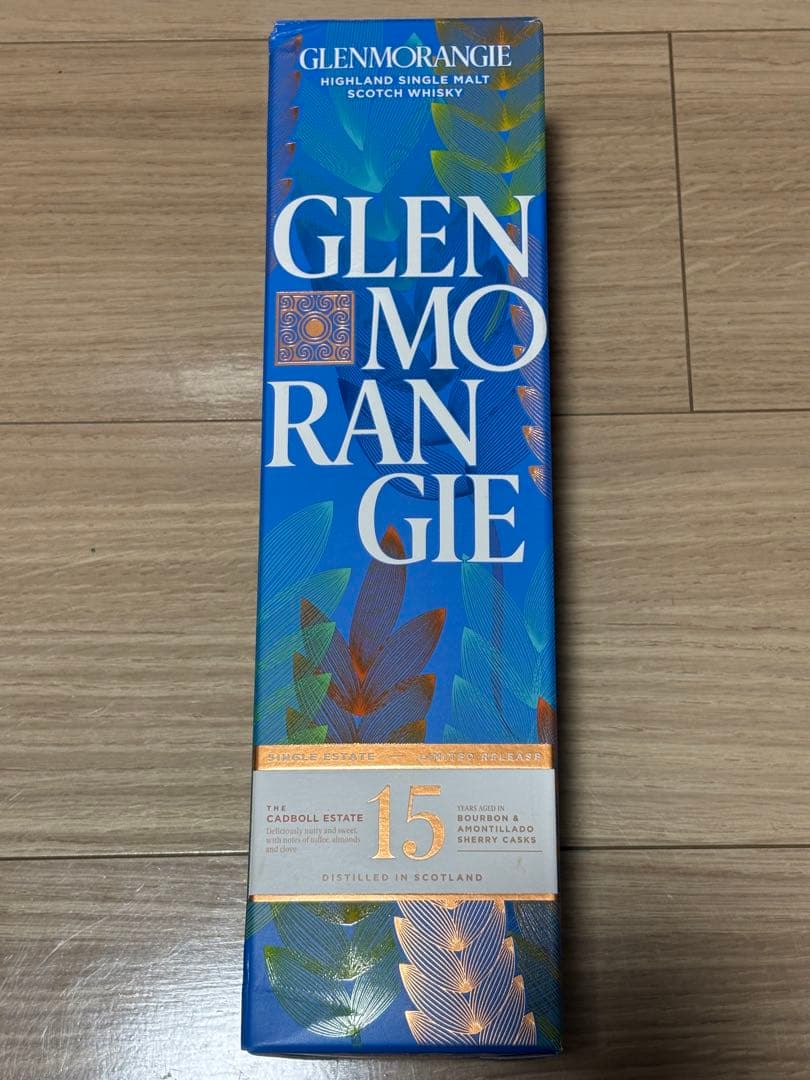 GLENMORANGIE
HIGHLAND SINGLE MALT
SCOTCH WHISKY
GLEN
MO
RAN
GIE
SINGLE ESTATE — LIMITED RELEASE
THE
CADBOLL ESTATE
Deliciously nutty and sweet,
with notes of toffee, almonds
and clove
15
YEARS AGED IN
BOURBON &
AMONTILLADO
SHERRY CASKS
DISTILLED IN SCOTLAND